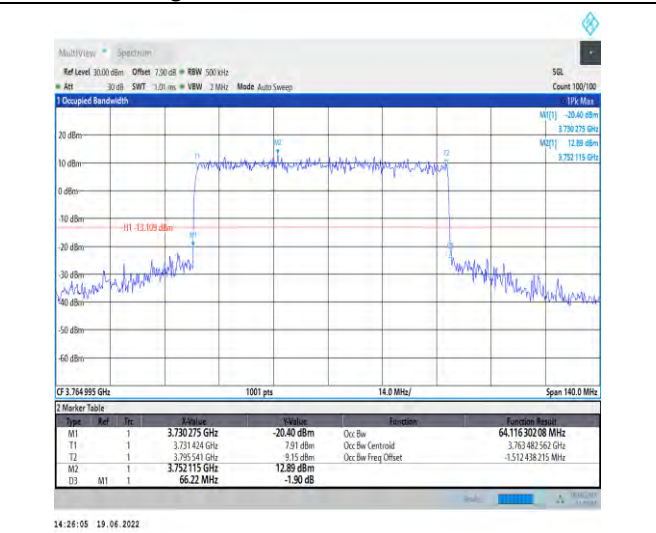 MultiView Spectrum
Ref Level 30.00 dBm Offset 7.90 dB RBW 500 kHz SGL
Att 30 dB SWT 1.01 ms VBW 2 MHz Mode Auto Sweep Count 100/100
1 Occupied Bandwidth 1Pk Max
M1[1] -20.40 dBm
3.730 275 GHz
M2[1] 12.89 dBm
3.752 115 GHz
20 dBm
M2
T1
T2
10 dBm
0 dBm
-10 dBm
H1 -13.109 dBm
M1
-20 dBm
D3
-30 dBm
-40 dBm
-50 dBm
-60 dBm
CF 3.764 995 GHz 1001 pts 14.0 MHz/ Span 140.0 MHz
2 Marker Table
Type Ref Trc X-Value Y-Value Function Function Result
M1 1 3.730 275 GHz -20.40 dBm Occ Bw 64.116 302 08 MHz
T1 1 3.731 424 GHz 7.91 dBm Occ Bw Centroid 3.763 482 562 GHz
T2 1 3.795 541 GHz 9.15 dBm Occ Bw Freq Offset -1.512 438 215 MHz
M2 1 3.752 115 GHz 12.89 dBm
D3 M1 1 66.22 MHz -1.90 dB
14:26:05 19.06.2022